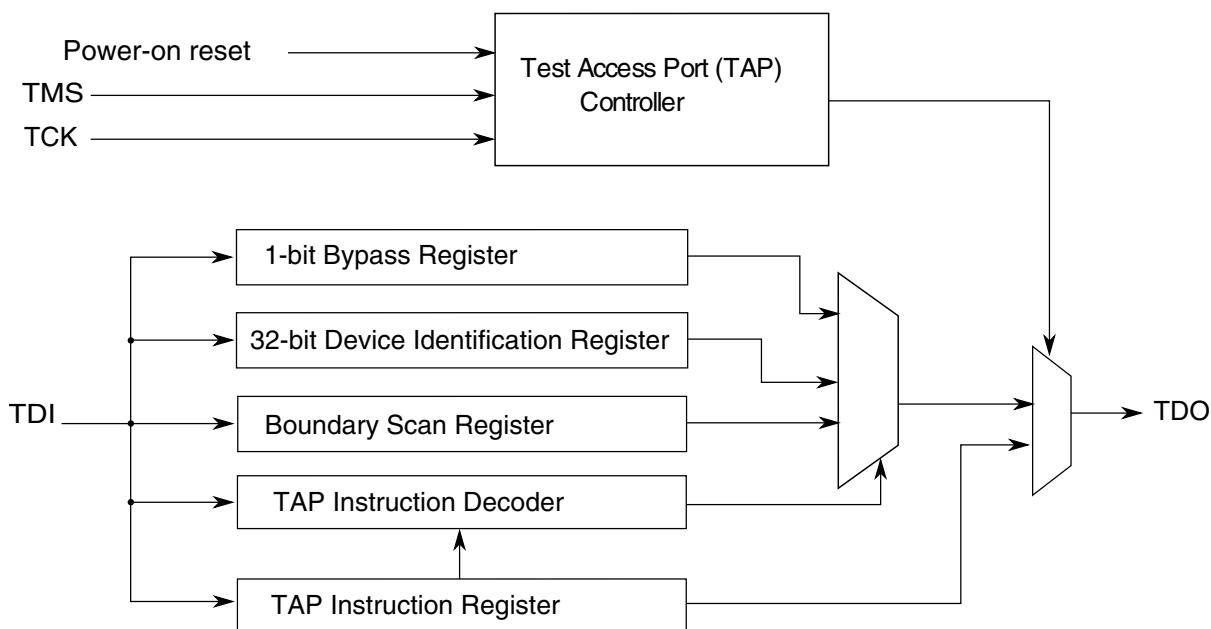 Power-on reset
TMS
TCK
Test Access Port (TAP)
Controller
1-bit Bypass Register
32-bit Device Identification Register
TDI
Boundary Scan Register
TDO
TAP Instruction Decoder
TAP Instruction Register